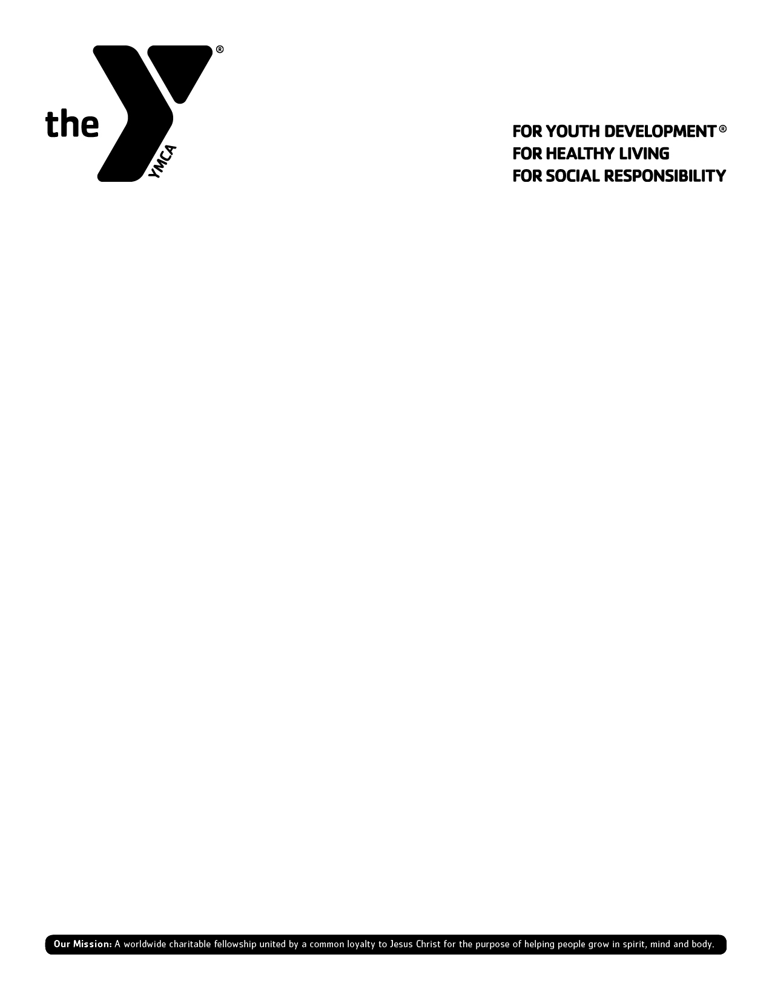 the
YMCA
®
FOR YOUTH DEVELOPMENT®
FOR HEALTHY LIVING
FOR SOCIAL RESPONSIBILITY
Our Mission: A worldwide charitable fellowship united by a common loyalty to Jesus Christ for the purpose of helping people grow in spirit, mind and body.